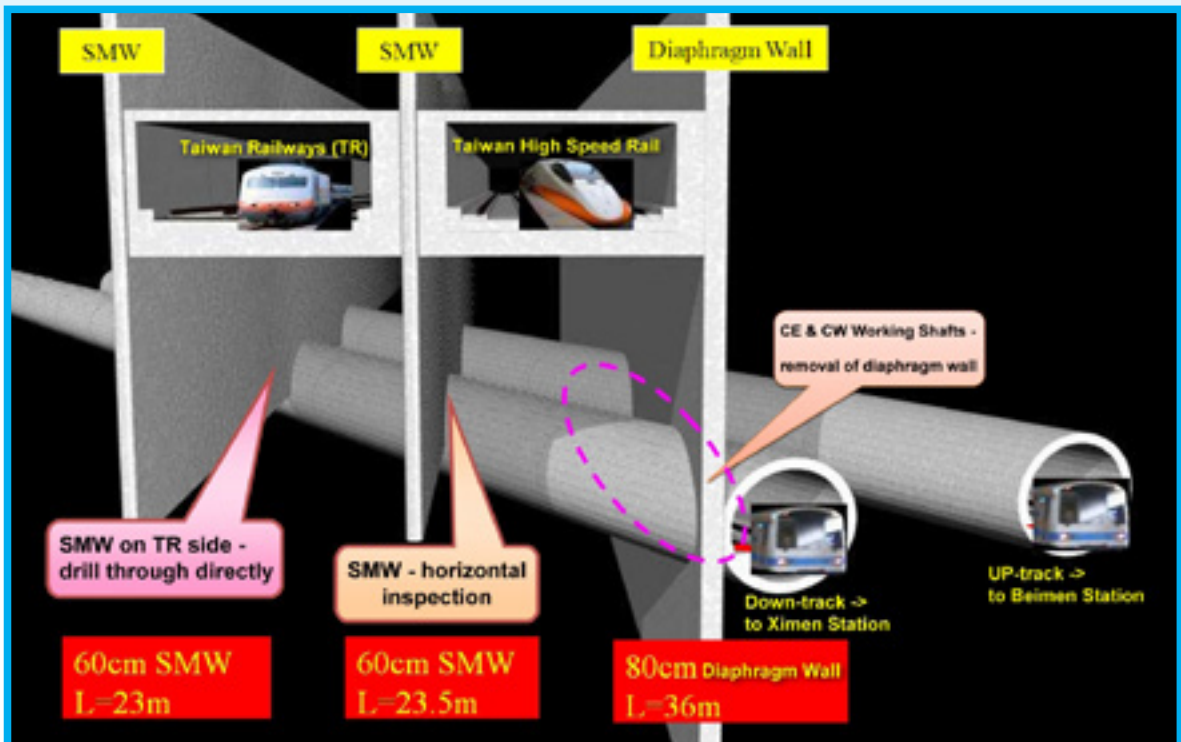 SMW
SMW
Diaphragm Wall
Taiwan Railways (TR)
Taiwan High Speed Rail
CE & CW Working Shafts -
removal of diaphragm wall
SMW on TR side -
drill through directly
SMW - horizontal
inspection
Down-track ->
to Ximen Station
UP-track ->
to Beimen Station
60cm SMW
L=23m
60cm SMW
L=23.5m
80cm Diaphragm Wall
L=36m